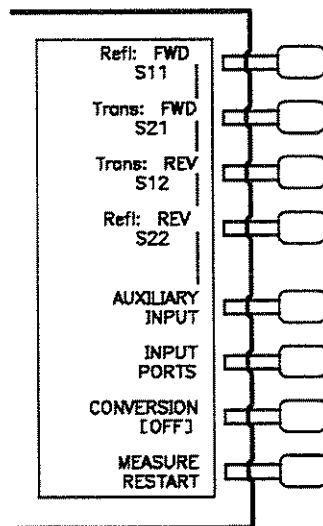 Refl: FWD
S11
Trans: FWD
S21
Trans: REV
S12
Refl: REV
S22
AUXILIARY
INPUT
INPUT
PORTS
CONVERSION
[OFF]
MEASURE
RESTART